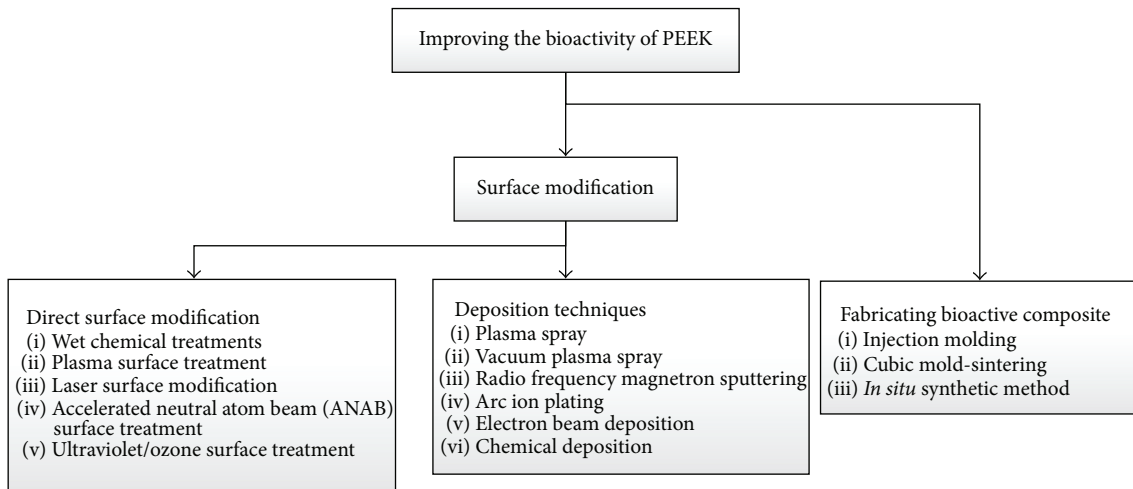 Improving the bioactivity of PEEK
Surface modification
Direct surface modification
(i) Wet chemical treatments
(ii) Plasma surface treatment
(iii) Laser surface modification
(iv) Accelerated neutral atom beam (ANAB)
surface treatment
(v) Ultraviolet/ozone surface treatment
Deposition techniques
(i) Plasma spray
(ii) Vacuum plasma spray
(iii) Radio frequency magnetron sputtering
(iv) Arc ion plating
(v) Electron beam deposition
(vi) Chemical deposition
Fabricating bioactive composite
(i) Injection molding
(ii) Cubic mold-sintering
(iii) In situ synthetic method